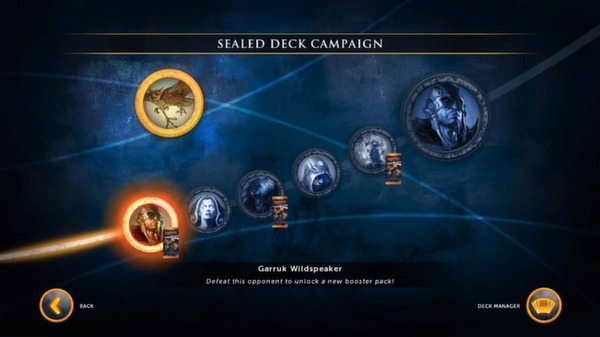 SEALED DECK CAMPAIGN
Garruk Wildspeaker
Defeat this opponent to unlock a new booster pack!
BACK
DECK MANAGER